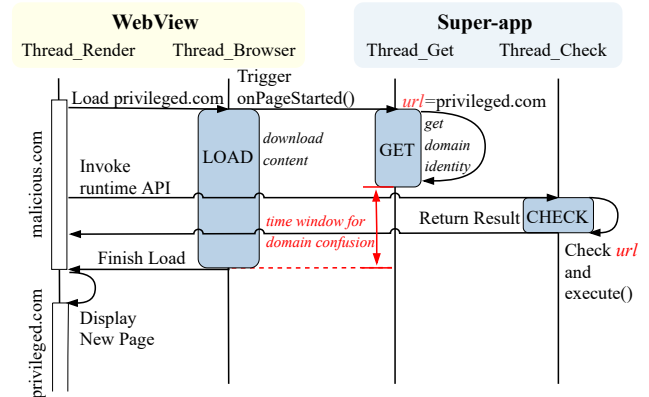 WebView
Super-app
Thread_Render
Thread_Browser
Thread_Get
Thread_Check
Load privileged.com
Trigger
onPageStarted()
url=privileged.com
malicious.com
LOAD
download
content
GET
get
domain
identity
Invoke
runtime API
time window for
domain confusion
Return Result
CHECK
Finish Load
Check url
and
execute()
Display
New Page
privileged.com